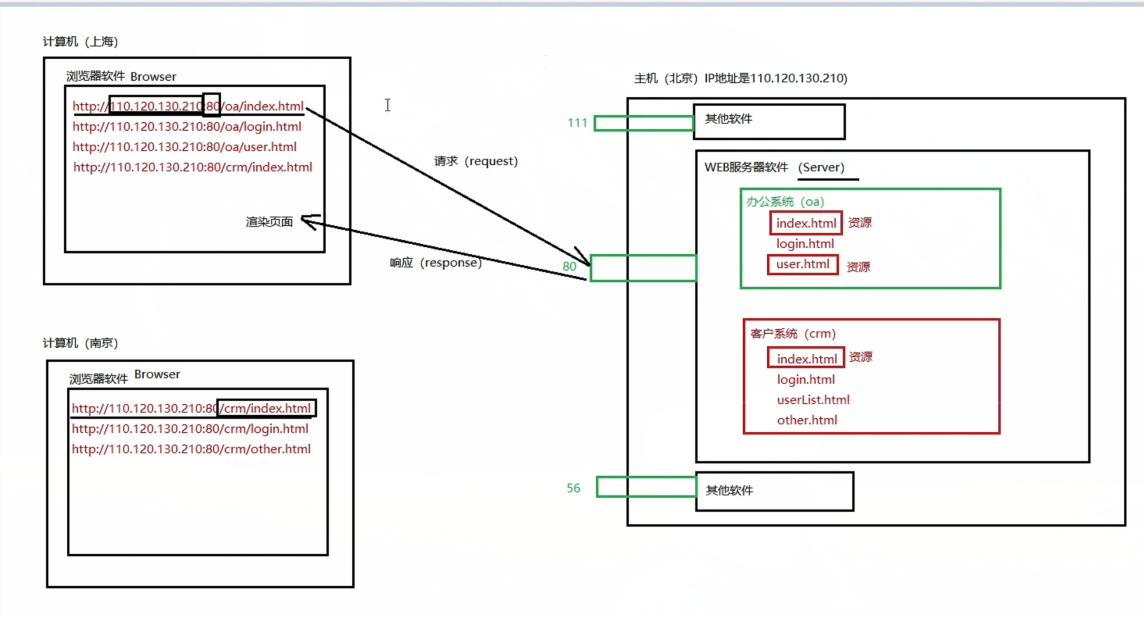 计算机（上海）
浏览器软件 Browser
http://110.120.130.210:80/oa/index.html
http://110.120.130.210:80/oa/login.html
http://110.120.130.210:80/oa/user.html
http://110.120.130.210:80/crm/index.html
渲染页面
请求（request）
响应（response）
计算机（南京）
浏览器软件 Browser
http://110.120.130.210:80/crm/index.html
http://110.120.130.210:80/crm/login.html
http://110.120.130.210:80/crm/other.html
主机（北京）IP地址是110.120.130.210)
111
其他软件
WEB服务器软件 （Server）
办公系统（oa）
index.html 资源
login.html
user.html 资源
80
客户系统（crm）
index.html 资源
login.html
userList.html
other.html
56
其他软件